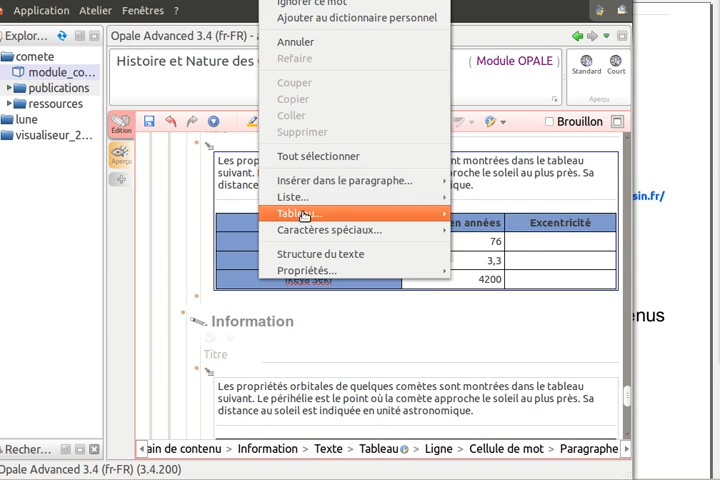 Application Atelier Fenêtres ?
Ignorer ce mot
Ajouter au dictionnaire personnel
Annuler
Refaire
Couper
Copier
Coller
Supprimer
Tout sélectionner
Insérer dans le paragraphe...
Liste...
Tableau...
Caractères spéciaux...
Structure du texte
Propriétés...
Explor...
comete
module_co...
publications
ressources
lune
visualiseur_2...
Recher...
Opale Advanced 3.4 (fr-FR) -
Histoire et Nature des
( Module OPALE )
Standard Court
Aperçu
Édition
Aperçu
Brouillon
Les prop
nt montrées dans le tableau
suivant. L
proche le soleil au plus près. Sa
distance
ique.
en années Excentricité
76
3,3
4200
Information
Titre
Les propriétés orbitales de quelques comètes sont montrées dans le tableau
suivant. Le périhélie est le point où la comète approche le soleil au plus près. Sa
distance au soleil est indiquée en unité astronomique.
ain de contenu > Information > Texte > Tableau > Ligne > Cellule de mot > Paragraphe
Opale Advanced 3.4 (fr-FR) (3.4.200)
sin.fr/
enus